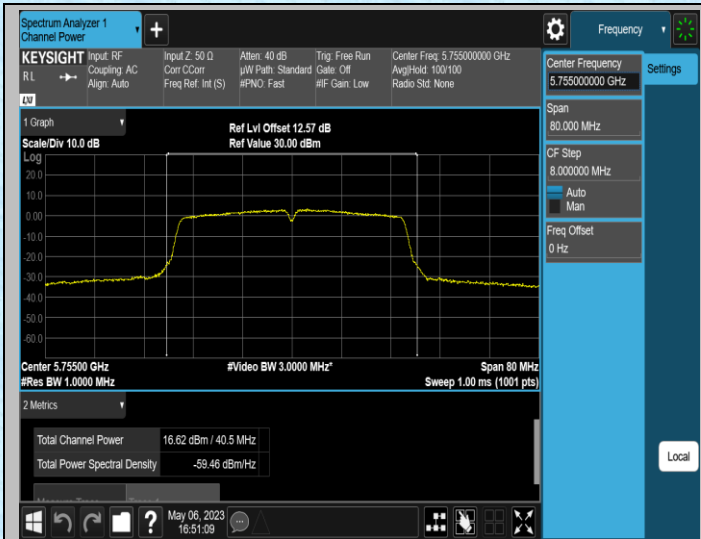 Spectrum Analyzer 1
Channel Power
Frequency
KEYSIGHT
R L
LXI
Input: RF
Coupling: AC
Align: Auto
Input Z: 50 Ω
Corr CCorr
Freq Ref: Int (S)
Atten: 40 dB
µW Path: Standard
#PNO: Fast
Trig: Free Run
Gate: Off
#IF Gain: Low
Center Freq: 5.755000000 GHz
Avg|Hold: 100/100
Radio Std: None
Center Frequency
5.755000000 GHz
Settings
Span
80.000 MHz
CF Step
8.000000 MHz
Auto
Man
Freq Offset
0 Hz
Local
1 Graph
Scale/Div 10.0 dB
Ref Lvl Offset 12.57 dB
Ref Value 30.00 dBm
Log
20.0
10.0
0.00
-10.0
-20.0
-30.0
-40.0
-50.0
-60.0
Center 5.75500 GHz
#Video BW 3.0000 MHz*
Span 80 MHz
#Res BW 1.0000 MHz
Sweep 1.00 ms (1001 pts)
2 Metrics
Total Channel Power 16.62 dBm / 40.5 MHz
Total Power Spectral Density -59.46 dBm/Hz
?
May 06, 2023
16:51:09